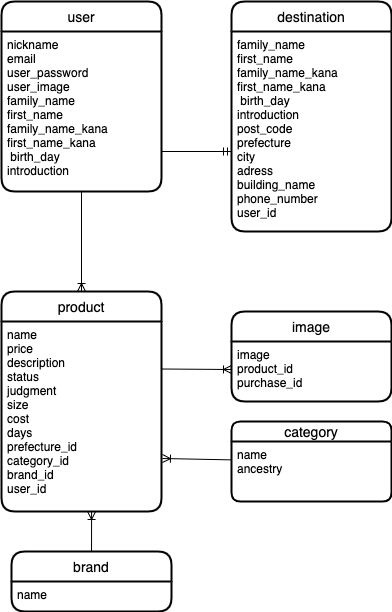 user
nickname
email
user_password
user_image
family_name
first_name
family_name_kana
first_name_kana
birth_day
introduction
destination
family_name
first_name
family_name_kana
first_name_kana
birth_day
introduction
post_code
prefecture
city
adress
building_name
phone_number
user_id
product
name
price
description
status
judgment
size
cost
days
prefecture_id
category_id
brand_id
user_id
image
image
product_id
purchase_id
category
name
ancestry
brand
name